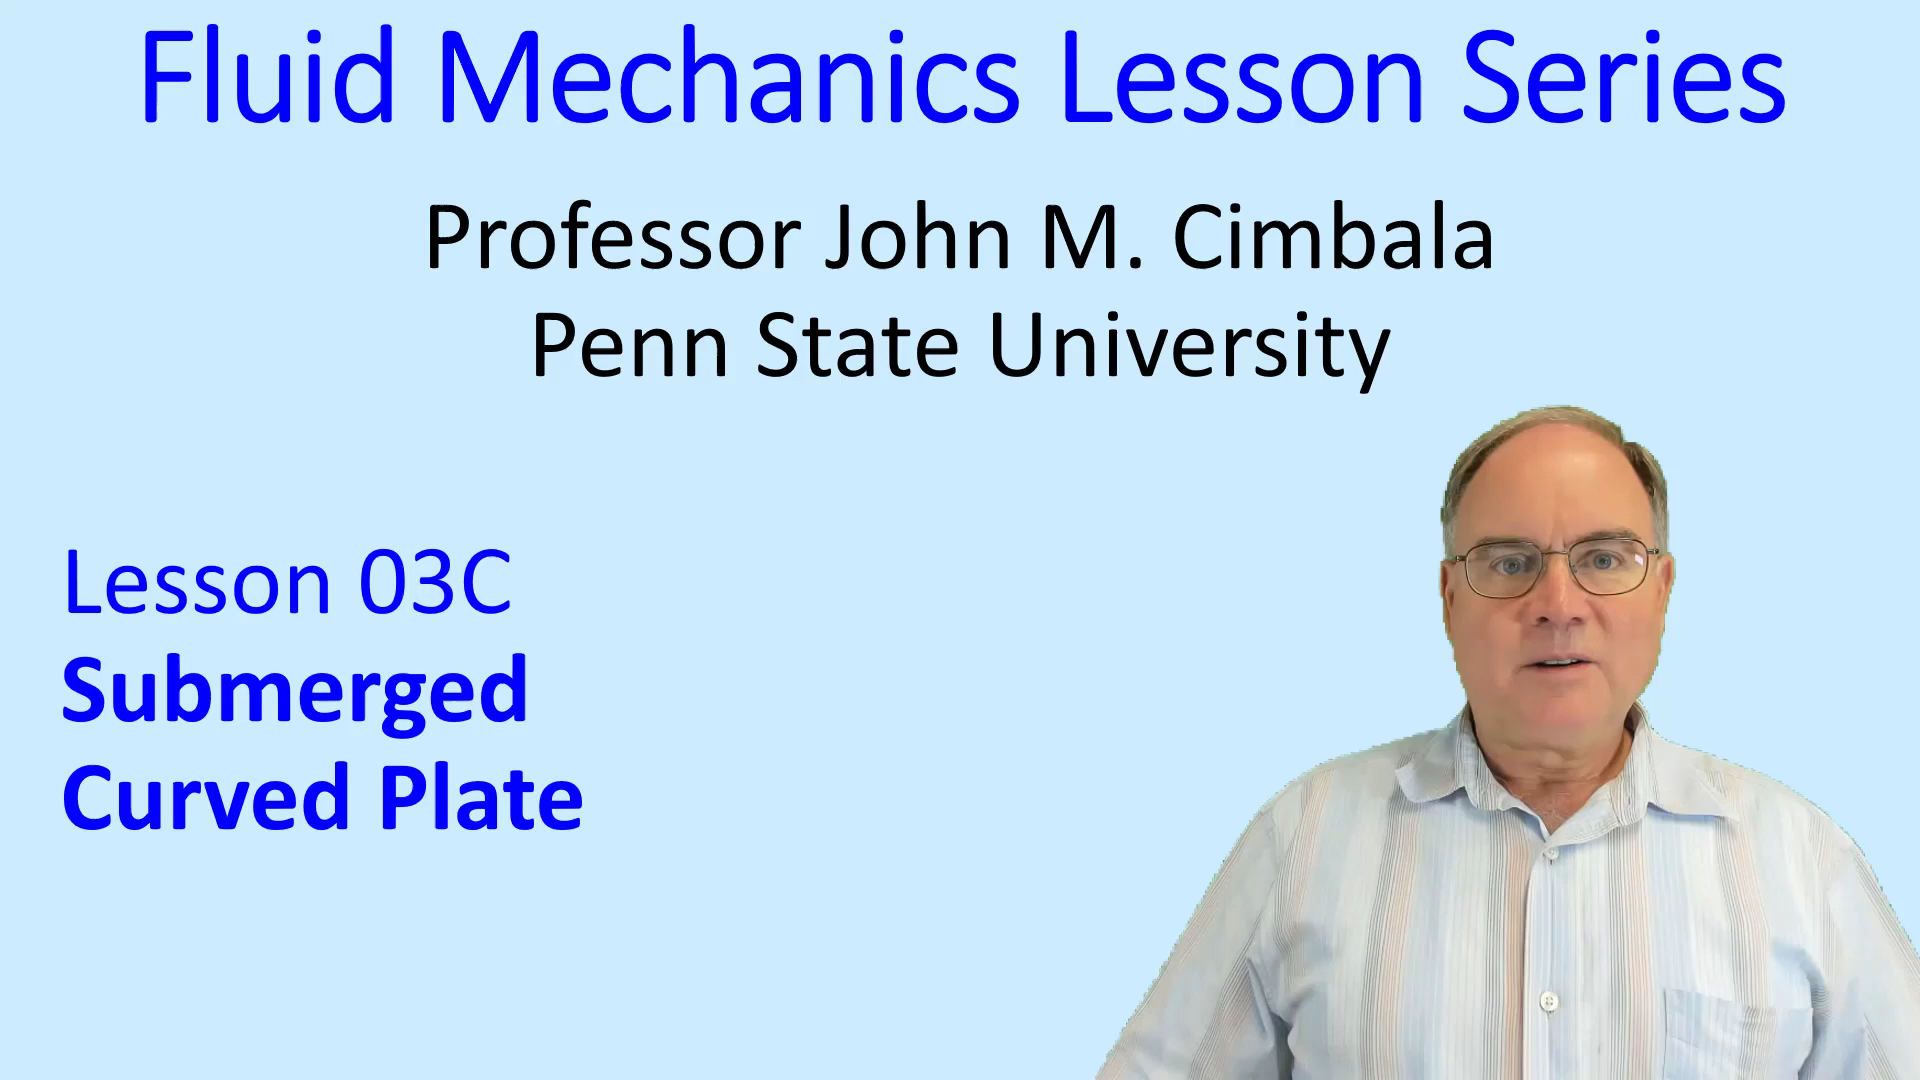 Fluid Mechanics Lesson Series
Professor John M. Cimbala
Penn State University
Lesson 03C
Submerged
Curved Plate